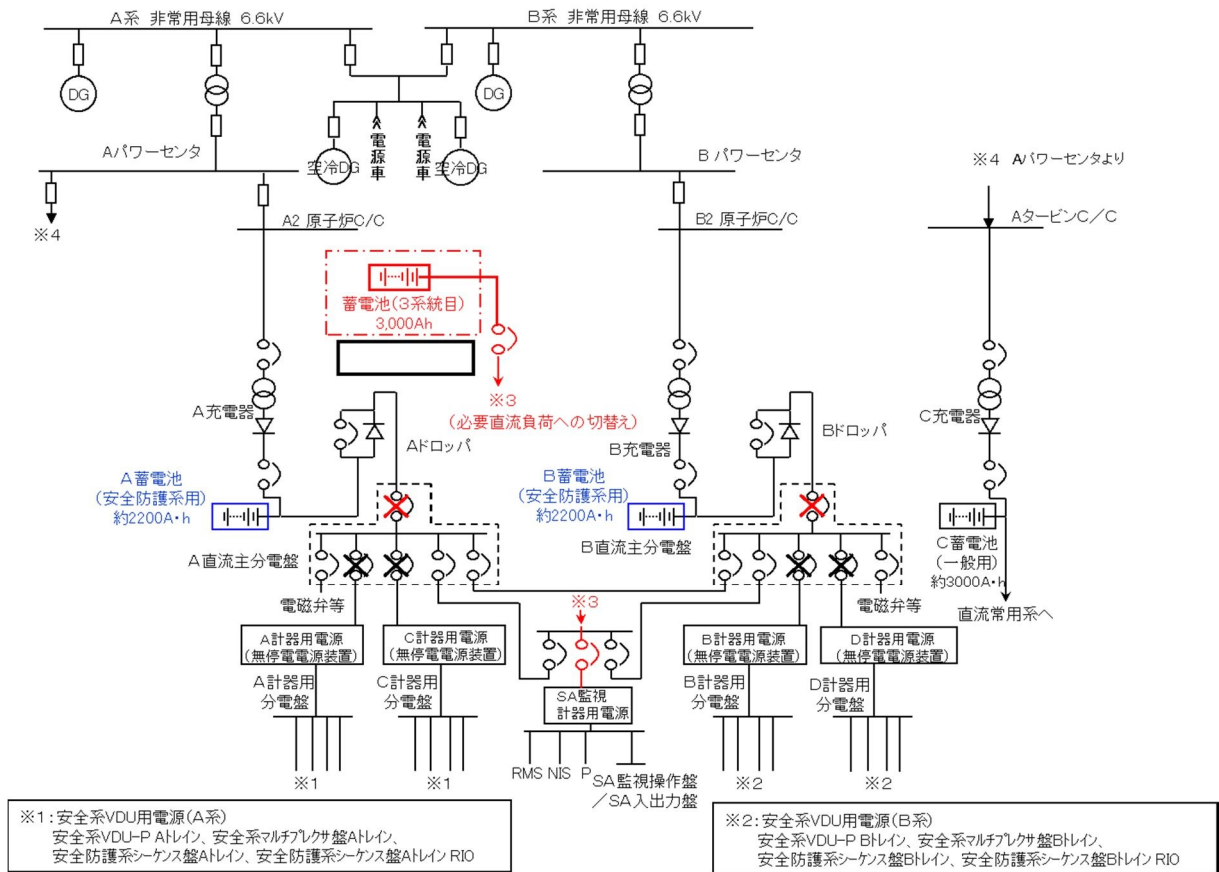 A系 非常用母線 6.6kV
B系 非常用母線 6.6kV
DG
DG
空冷DG
電源車
電源車
空冷DG
Aパワーセンタ
Bパワーセンタ
※4 Aパワーセンタより
※4
A2 原子炉C/C
B2 原子炉C/C
Aタービン C/C
蓄電池(3系統目)
3,000Ah
※3
(必要直流負荷への切替え)
A充電器
Aドロッパ
B充電器
Bドロッパ
C充電器
A蓄電池
(安全防護系用)
約2200A・h
B蓄電池
(安全防護系用)
約2200A・h
C蓄電池
(一般用)
約3000A・h
A直流主分電盤
B直流主分電盤
直流常用系へ
電磁弁等
※3
電磁弁等
A計器用電源
(無停電電源装置)
C計器用電源
(無停電電源装置)
B計器用電源
(無停電電源装置)
D計器用電源
(無停電電源装置)
A計器用
分電盤
C計器用
分電盤
SA監視
計器用電源
B計器用
分電盤
D計器用
分電盤
※1
※1
RMS NIS P
SA監視操作盤
/SA入出力盤
※2
※2
※1:安全系VDU用電源(A系)
安全系VDU-P Aトレイン、安全系マルチプレクサ盤Aトレイン、
安全防護系シーケンス盤Aトレイン、安全防護系シーケンス盤Aトレイン RIO
※2:安全系VDU用電源(B系)
安全系VDU-P Bトレイン、安全系マルチプレクサ盤Bトレイン、
安全防護系シーケンス盤Bトレイン、安全防護系シーケンス盤Bトレイン RIO